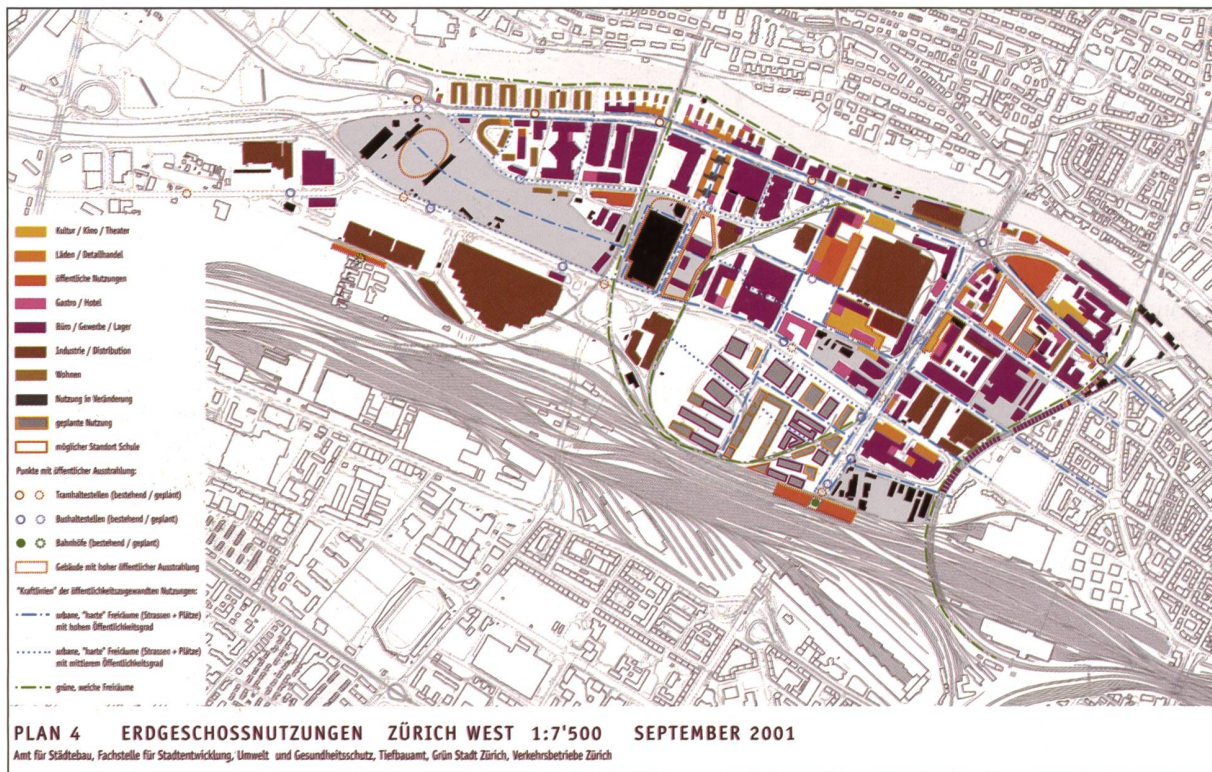 Kultur / Kino / Theater
Läden / Detailhandel
öffentliche Nutzungen
Gastro / Hotel
Büro / Gewerbe / Lager
Industrie / Distribution
Wohnen
Nutzung in Veränderung
geplante Nutzung
möglicher Standort Schule
Punkte mit öffentlicher Ausstrahlung:
Tramhaltestellen (bestehend / geplant)
Bushaltestellen (bestehend / geplant)
Bahnhöfe (bestehend / geplant)
Gebäude mit hoher öffentlicher Ausstrahlung
"Kraftlinien" der öffentlichkeitszugewandten Nutzungen:
urbane, "harte" Freiräume (Strassen + Plätze)
mit hohem Öffentlichkeitsgrad
urbane, "harte" Freiräume (Strassen + Plätze)
mit mittlerem Öffentlichkeitsgrad
grüne, weiche Freiräume
PLAN 4 ERDGESCHOSSNUTZUNGEN ZÜRICH WEST 1:7'500 SEPTEMBER 2001
Amt für Städtebau, Fachstelle für Stadtentwicklung, Umwelt und Gesundheitsschutz, Tiefbauamt, Grün Stadt Zürich, Verkehrsbetriebe Zürich